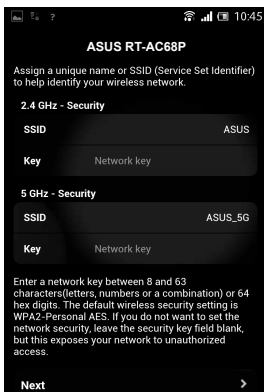 ? 10:45
ASUS RT-AC68P
Assign a unique name or SSID (Service Set Identifier)
to help identify your wireless network.
2.4 GHz - Security
SSID ASUS
Key Network key
5 GHz - Security
SSID ASUS_5G
Key Network key
Enter a network key between 8 and 63
characters(letters, numbers or a combination) or 64
hex digits. The default wireless security setting is
WPA2-Personal AES. If you do not want to set the
network security, leave the security key field blank,
but this exposes your network to unauthorized
access.
Next >